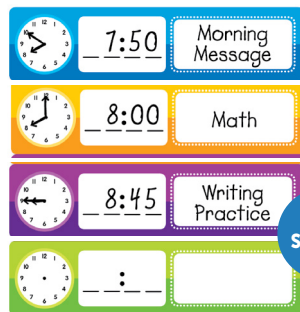 7:50
Morning
Message
8:00
Math
8:45
Writing
Practice
:
S